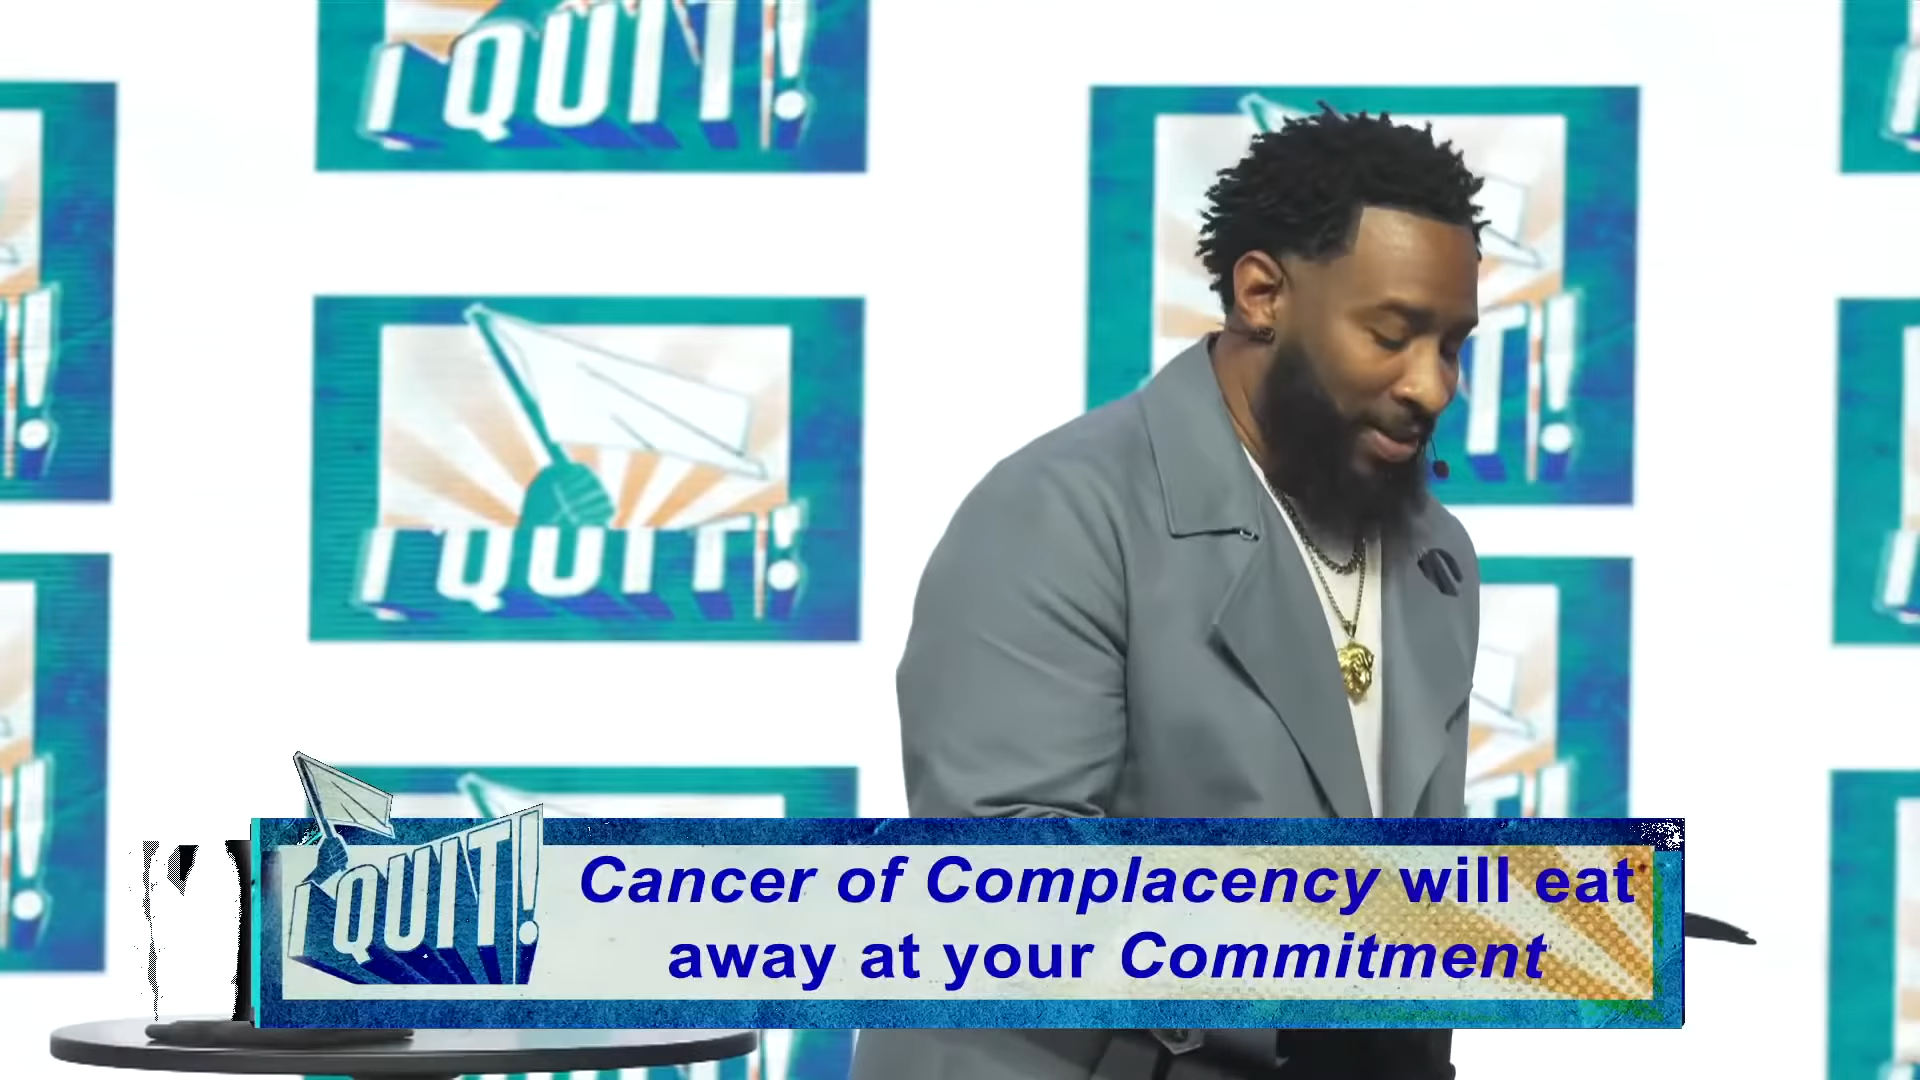 I QUIT!
I QUIT!
I QUIT!
Cancer of Complacency will eat
away at your Commitment